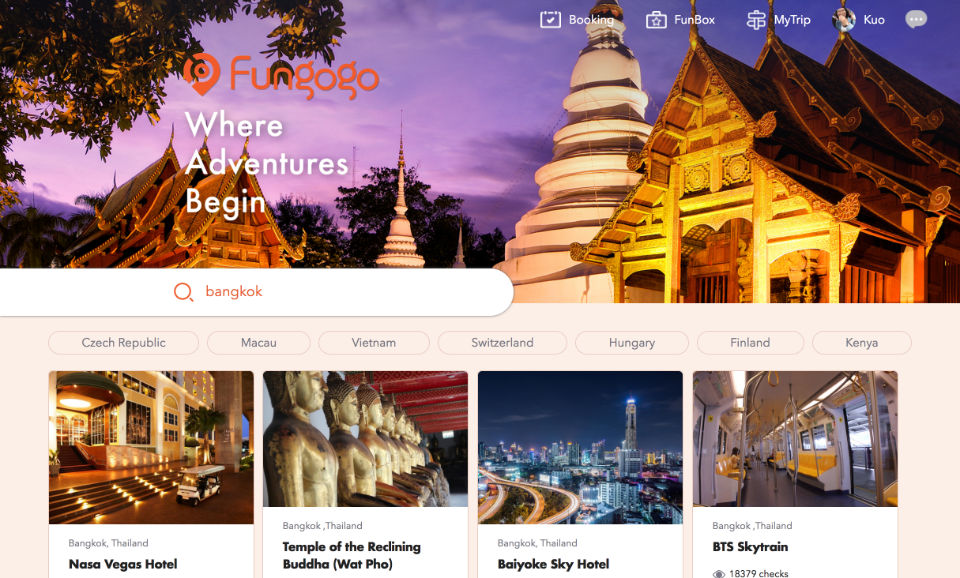 Booking
FunBox
MyTrip
Kuo
Fungogo
Where
Adventures
Begin
bangkok
Czech Republic
Macau
Vietnam
Switzerland
Hungary
Finland
Kenya
Bangkok, Thailand
Nasa Vegas Hotel
Bangkok ,Thailand
Temple of the Reclining
Buddha (Wat Pho)
Bangkok, Thailand
Baiyoke Sky Hotel
Bangkok ,Thailand
BTS Skytrain
18379 checks